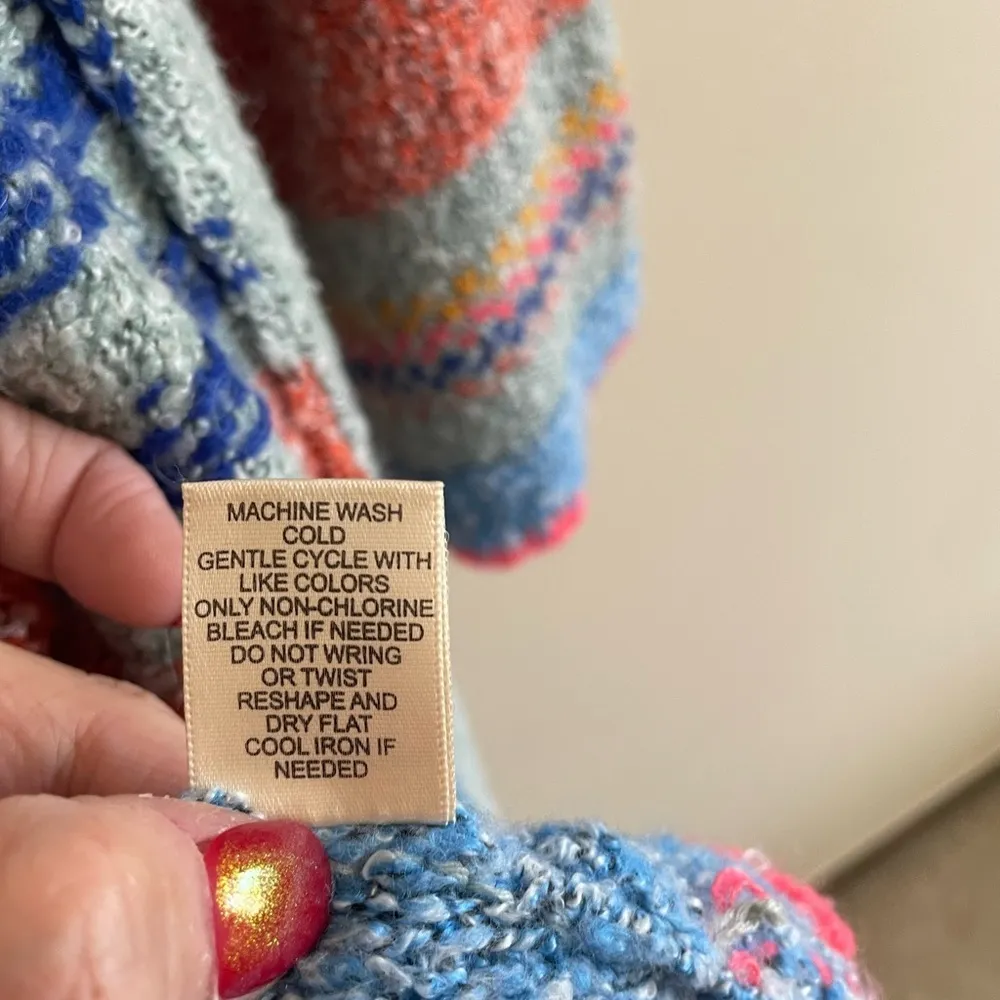 MACHINE WASH
COLD
GENTLE CYCLE WITH
LIKE COLORS
ONLY NON-CHLORINE
BLEACH IF NEEDED
DO NOT WRING
OR TWIST
RESHAPE AND
DRY FLAT
COOL IRON IF
NEEDED